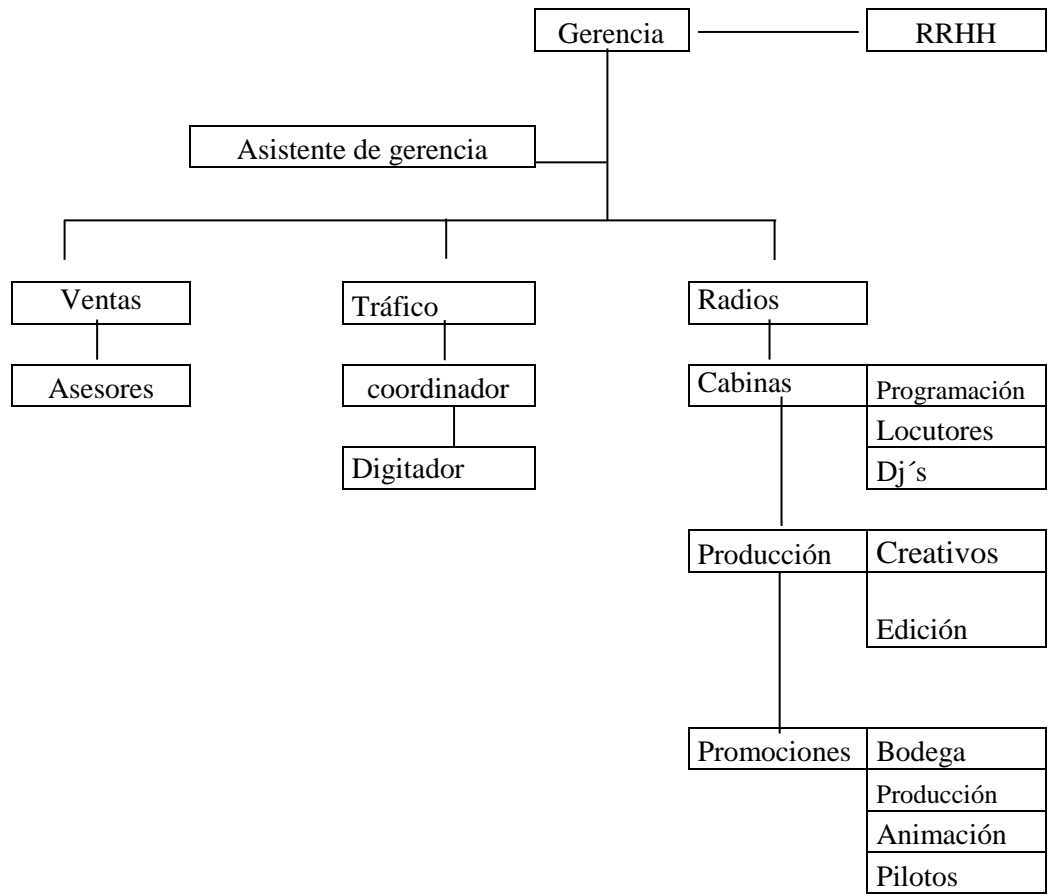 Gerencia
RRHH
Asistente de gerencia
Ventas
Tráfico
Radios
Asesores
coordinador
Cabinas
Programación
Locutores
Digitador
Dj´s
Producción
Creativos
Edición
Promociones
Bodega
Producción
Animación
Pilotos